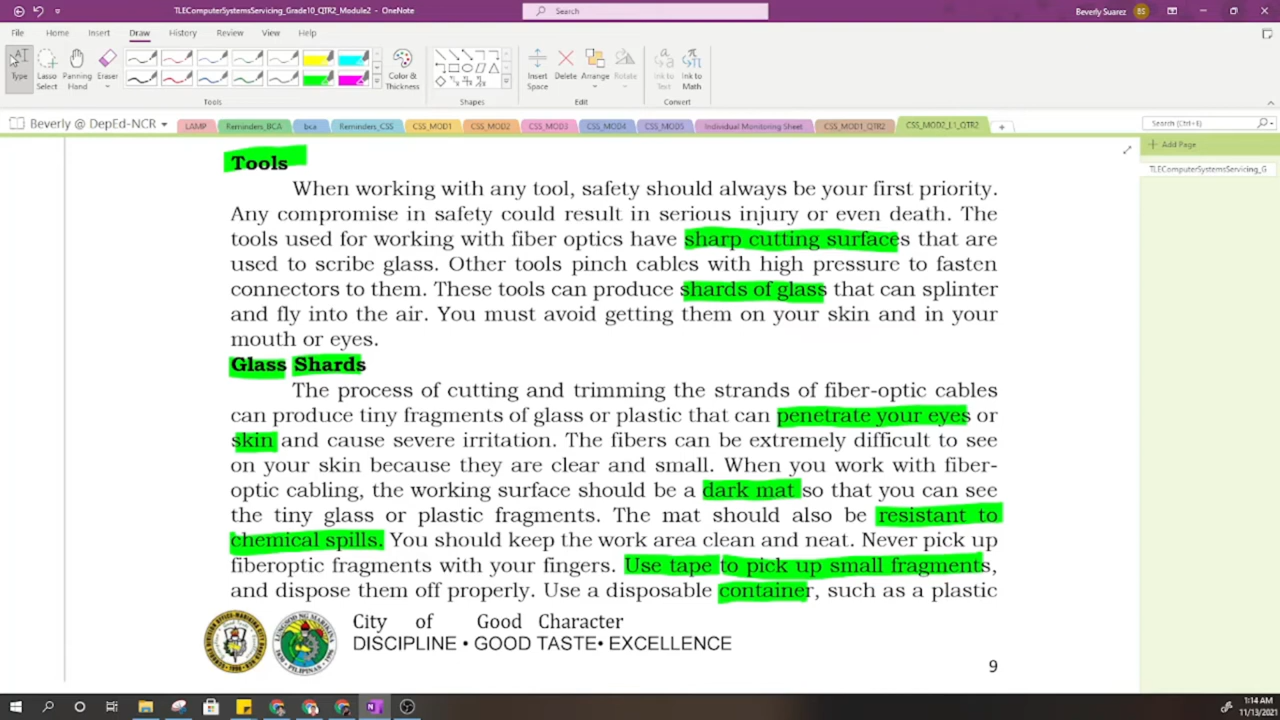 TLEComputerSystemsServicing_Grade10_QTR2_Module2 - OneNote
Search
Beverly Suarez
BS
File Home Insert Draw History Review View Help
Type
Lasso Select
Panning Hand
Eraser
Color & Thickness
Insert Space
Delete
Arrange
Rotate
Ink to Text
Ink to Math
Tools
Shapes
Edit
Convert
Beverly @ DepEd-NCR
LAMP Reminders_BCA bca Reminders_CSS CSS_MOD1 CSS_MOD2 CSS_MOD3 CSS_MOD4 CSS_MOD5 Individual Monitoring Sheet CSS_MOD1_QTR2 CSS_MOD2_L1_QTR2
Search (Ctrl+E)
Add Page
TLEComputerSystemsServicing_G
Tools
When working with any tool, safety should always be your first priority.
Any compromise in safety could result in serious injury or even death. The
tools used for working with fiber optics have sharp cutting surfaces that are
used to scribe glass. Other tools pinch cables with high pressure to fasten
connectors to them. These tools can produce shards of glass that can splinter
and fly into the air. You must avoid getting them on your skin and in your
mouth or eyes.
Glass Shards
The process of cutting and trimming the strands of fiber-optic cables
can produce tiny fragments of glass or plastic that can penetrate your eyes or
skin and cause severe irritation. The fibers can be extremely difficult to see
on your skin because they are clear and small. When you work with fiber-
optic cabling, the working surface should be a dark mat so that you can see
the tiny glass or plastic fragments. The mat should also be resistant to
chemical spills. You should keep the work area clean and neat. Never pick up
fiberoptic fragments with your fingers. Use tape to pick up small fragments,
and dispose them off properly. Use a disposable container, such as a plastic
City of Good Character
DISCIPLINE • GOOD TASTE• EXCELLENCE
9
1:14 AM
11/13/2021